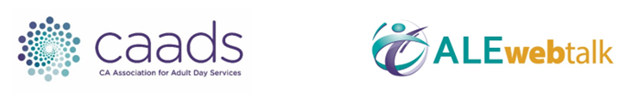 caads
CA Association for Adult Day Services
ALEwebtalk